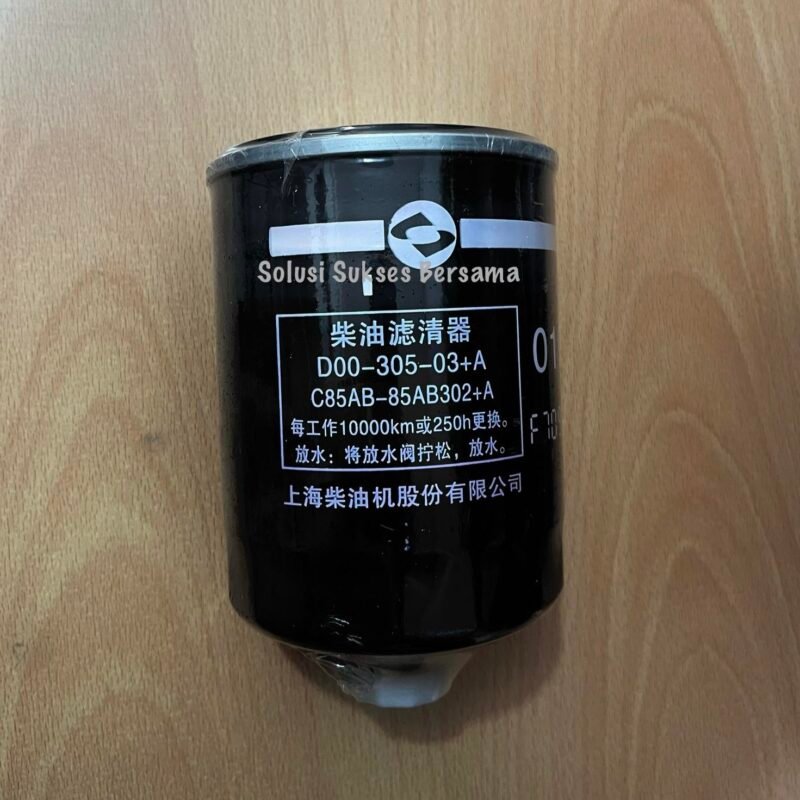 Solusi Sukses Bersama
柴油滤清器
D00-305-03+A
C85AB-85AB302+A
每工作10000km或250h更换。
放水：将放水阀拧松，放水。
上海柴油机股份有限公司
01